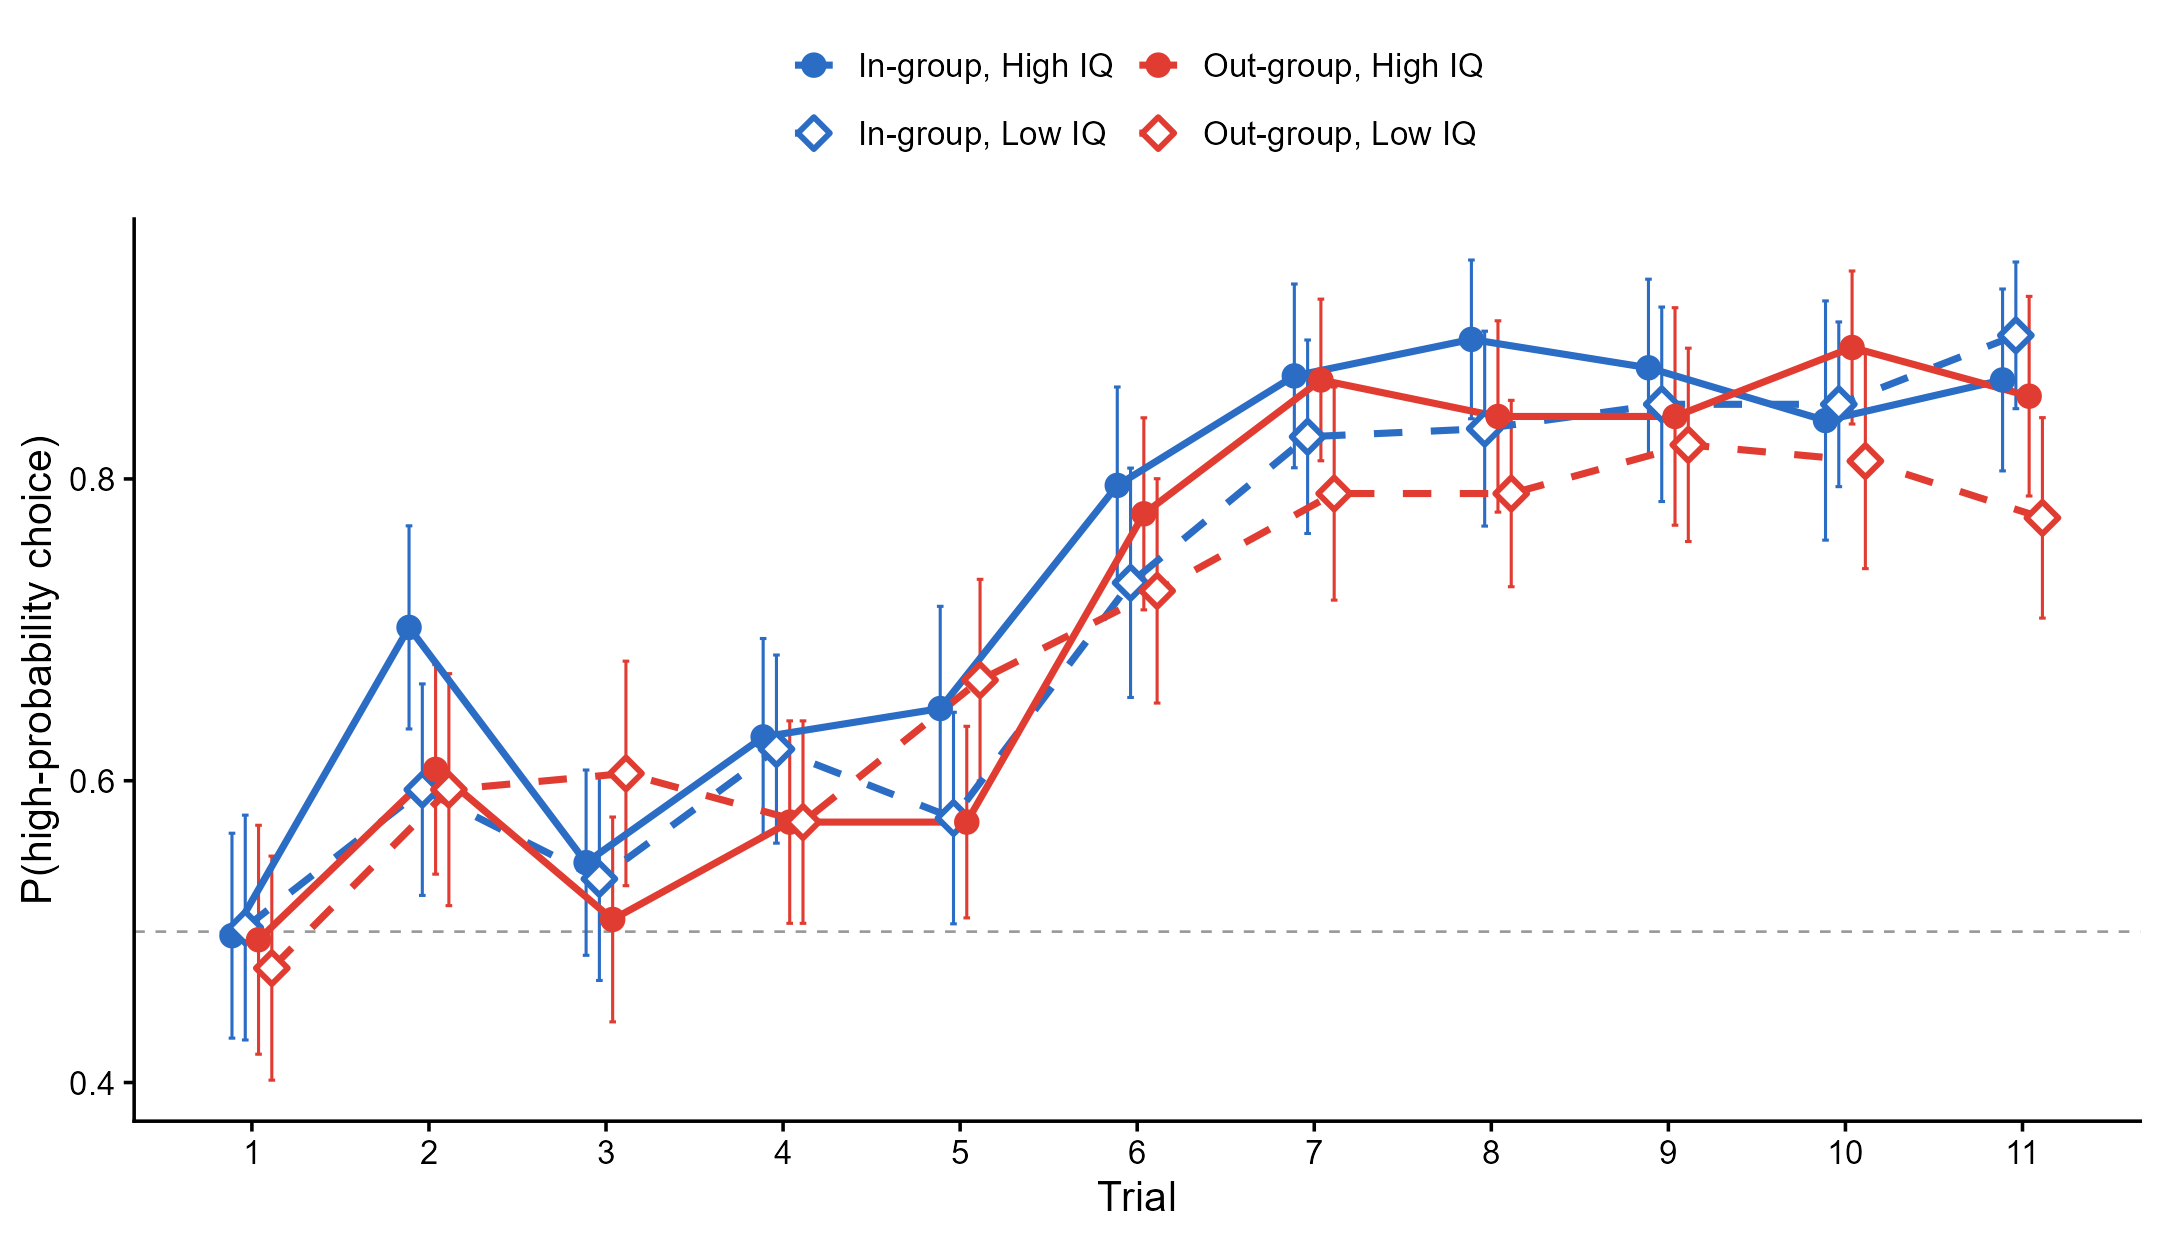 In-group, High IQ Out-group, High IQ
In-group, Low IQ Out-group, Low IQ
P(high-probability choice)
0.8
0.6
0.4
1 2 3 4 5 6 7 8 9 10 11
Trial